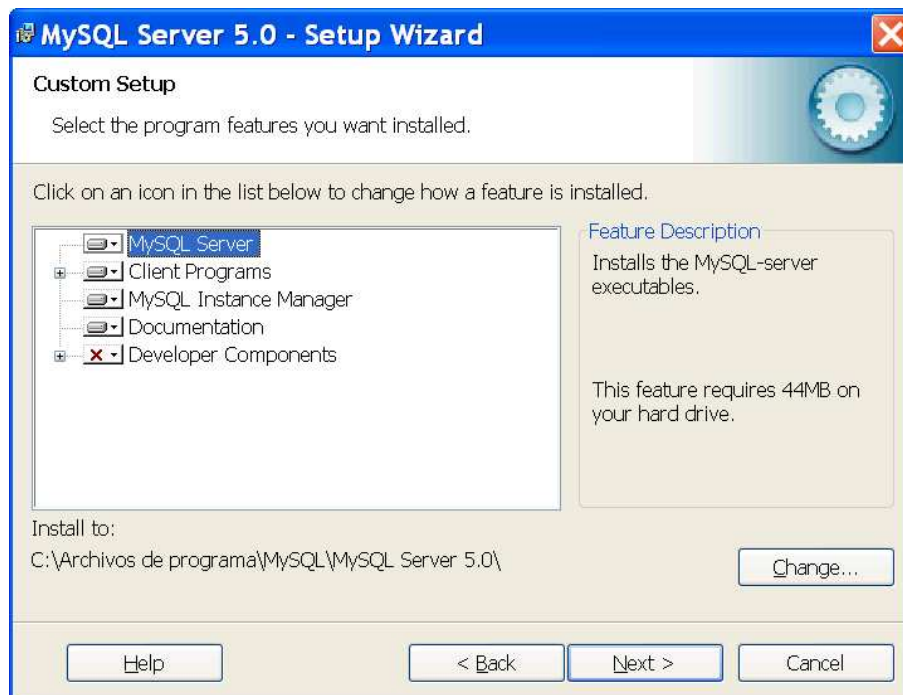 MySQL Server 5.0 - Setup Wizard
Custom Setup
Select the program features you want installed.
Click on an icon in the list below to change how a feature is installed.
MySQL Server
Client Programs
MySQL Instance Manager
Documentation
Developer Components
Feature Description
Installs the MySQL-server
executables.
This feature requires 44MB on
your hard drive.
Install to:
C:\Archivos de programa\MySQL\MySQL Server 5.0\
Change...
Help
< Back
Next >
Cancel